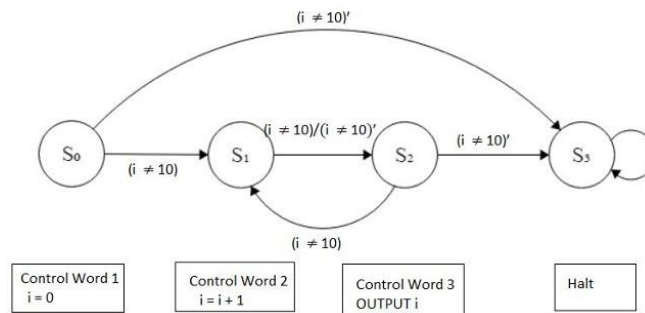 (i ≠ 10)′
S₀
(i ≠ 10)
S₁
(i ≠ 10)/(i ≠ 10)′
S₂
(i ≠ 10)′
S₃
(i ≠ 10)
Control Word 1
i = 0
Control Word 2
i = i + 1
Control Word 3
OUTPUT i
Halt